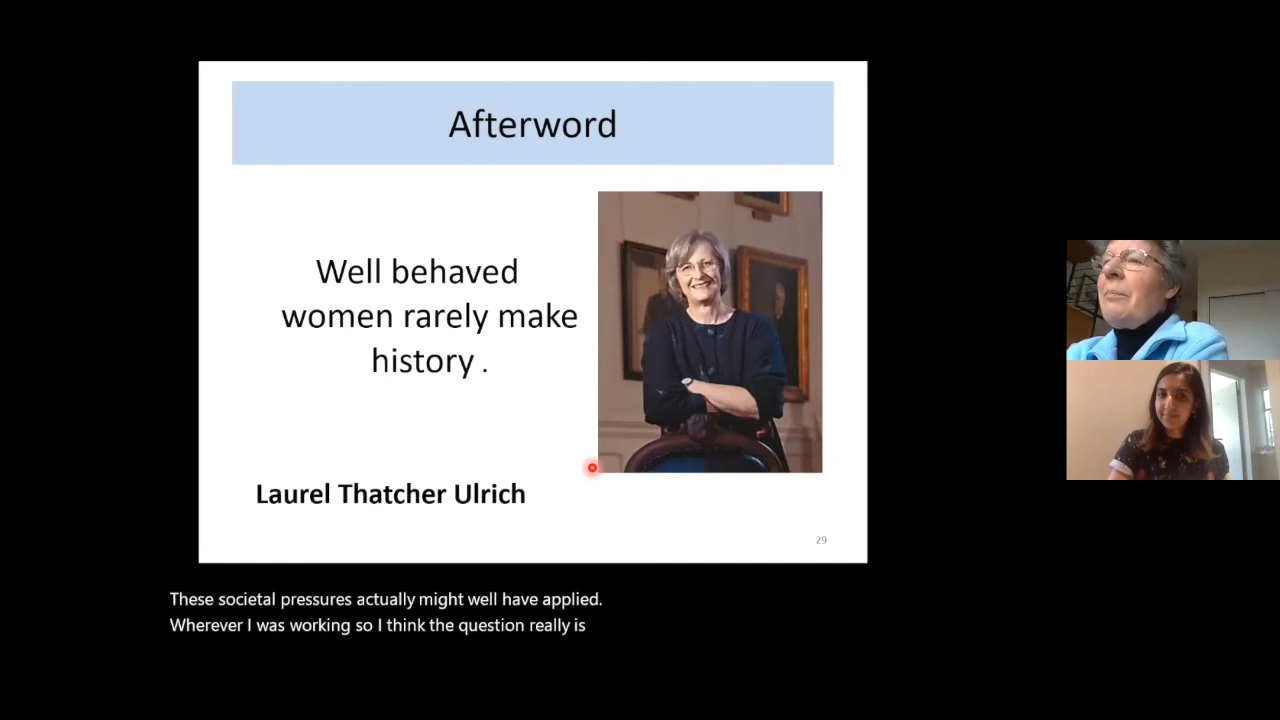 Afterword
Well behaved
women rarely make
history .
Laurel Thatcher Ulrich
29
These societal pressures actually might well have applied.
Wherever I was working so I think the question really is